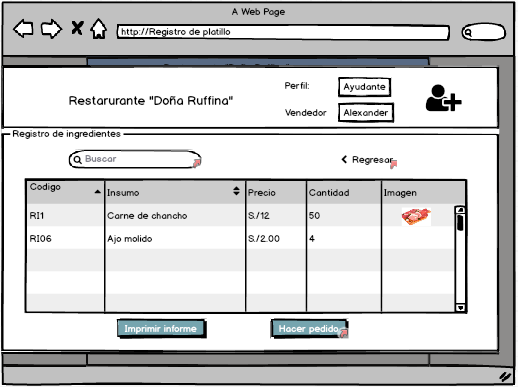 A Web Page
http://Registro de platillo
Perfil:
Ayudante
Restarurante "Doña Ruffina"
Vendedor
Alexander
Registro de ingredientes
Buscar
Regresar
Codigo
Insumo
Precio
Cantidad
Imagen
RI1
Carne de chancho
S./12
50
RI06
Ajo molido
S./2.00
4
Imprimir informe
Hacer pedido